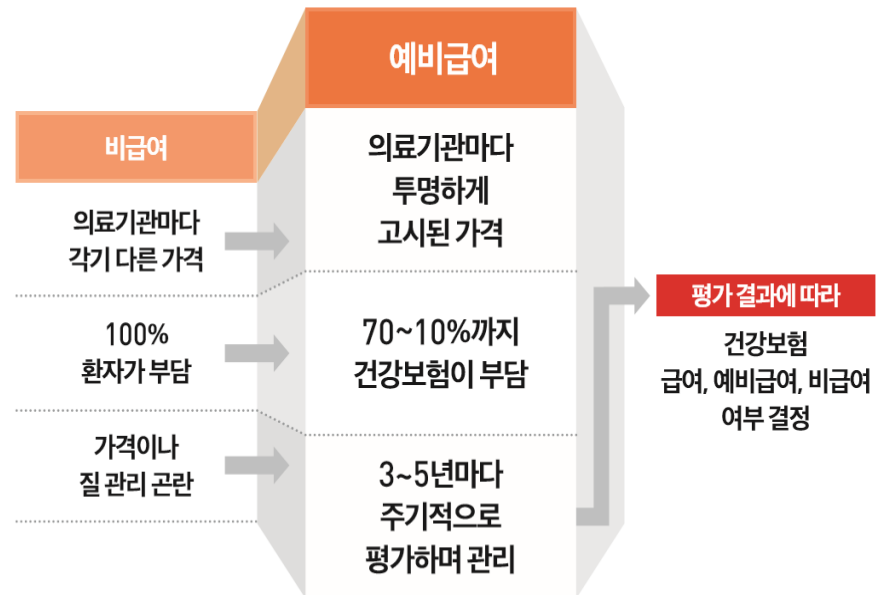 예비급여
비급여
의료기관마다
각기 다른 가격
의료기관마다
투명하게
고시된 가격
100%
환자가 부담
70~10%까지
건강보험이 부담
가격이나
질 관리 곤란
3~5년마다
주기적으로
평가하며 관리
평가 결과에 따라
건강보험
급여, 예비급여, 비급여
여부 결정